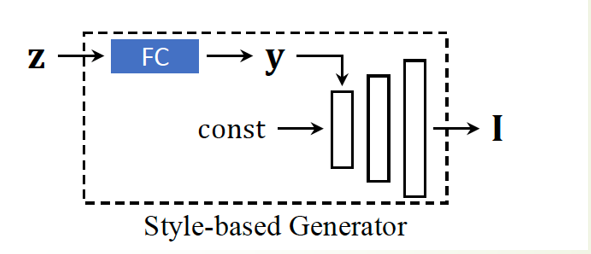 z FC y
const I
Style-based Generator